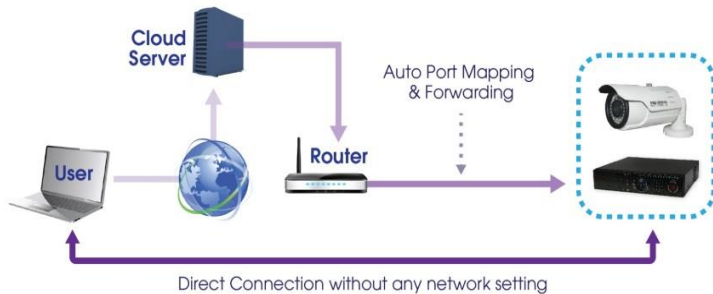 Cloud
Server
Auto Port Mapping
& Forwarding
User
Router
Direct Connection without any network setting